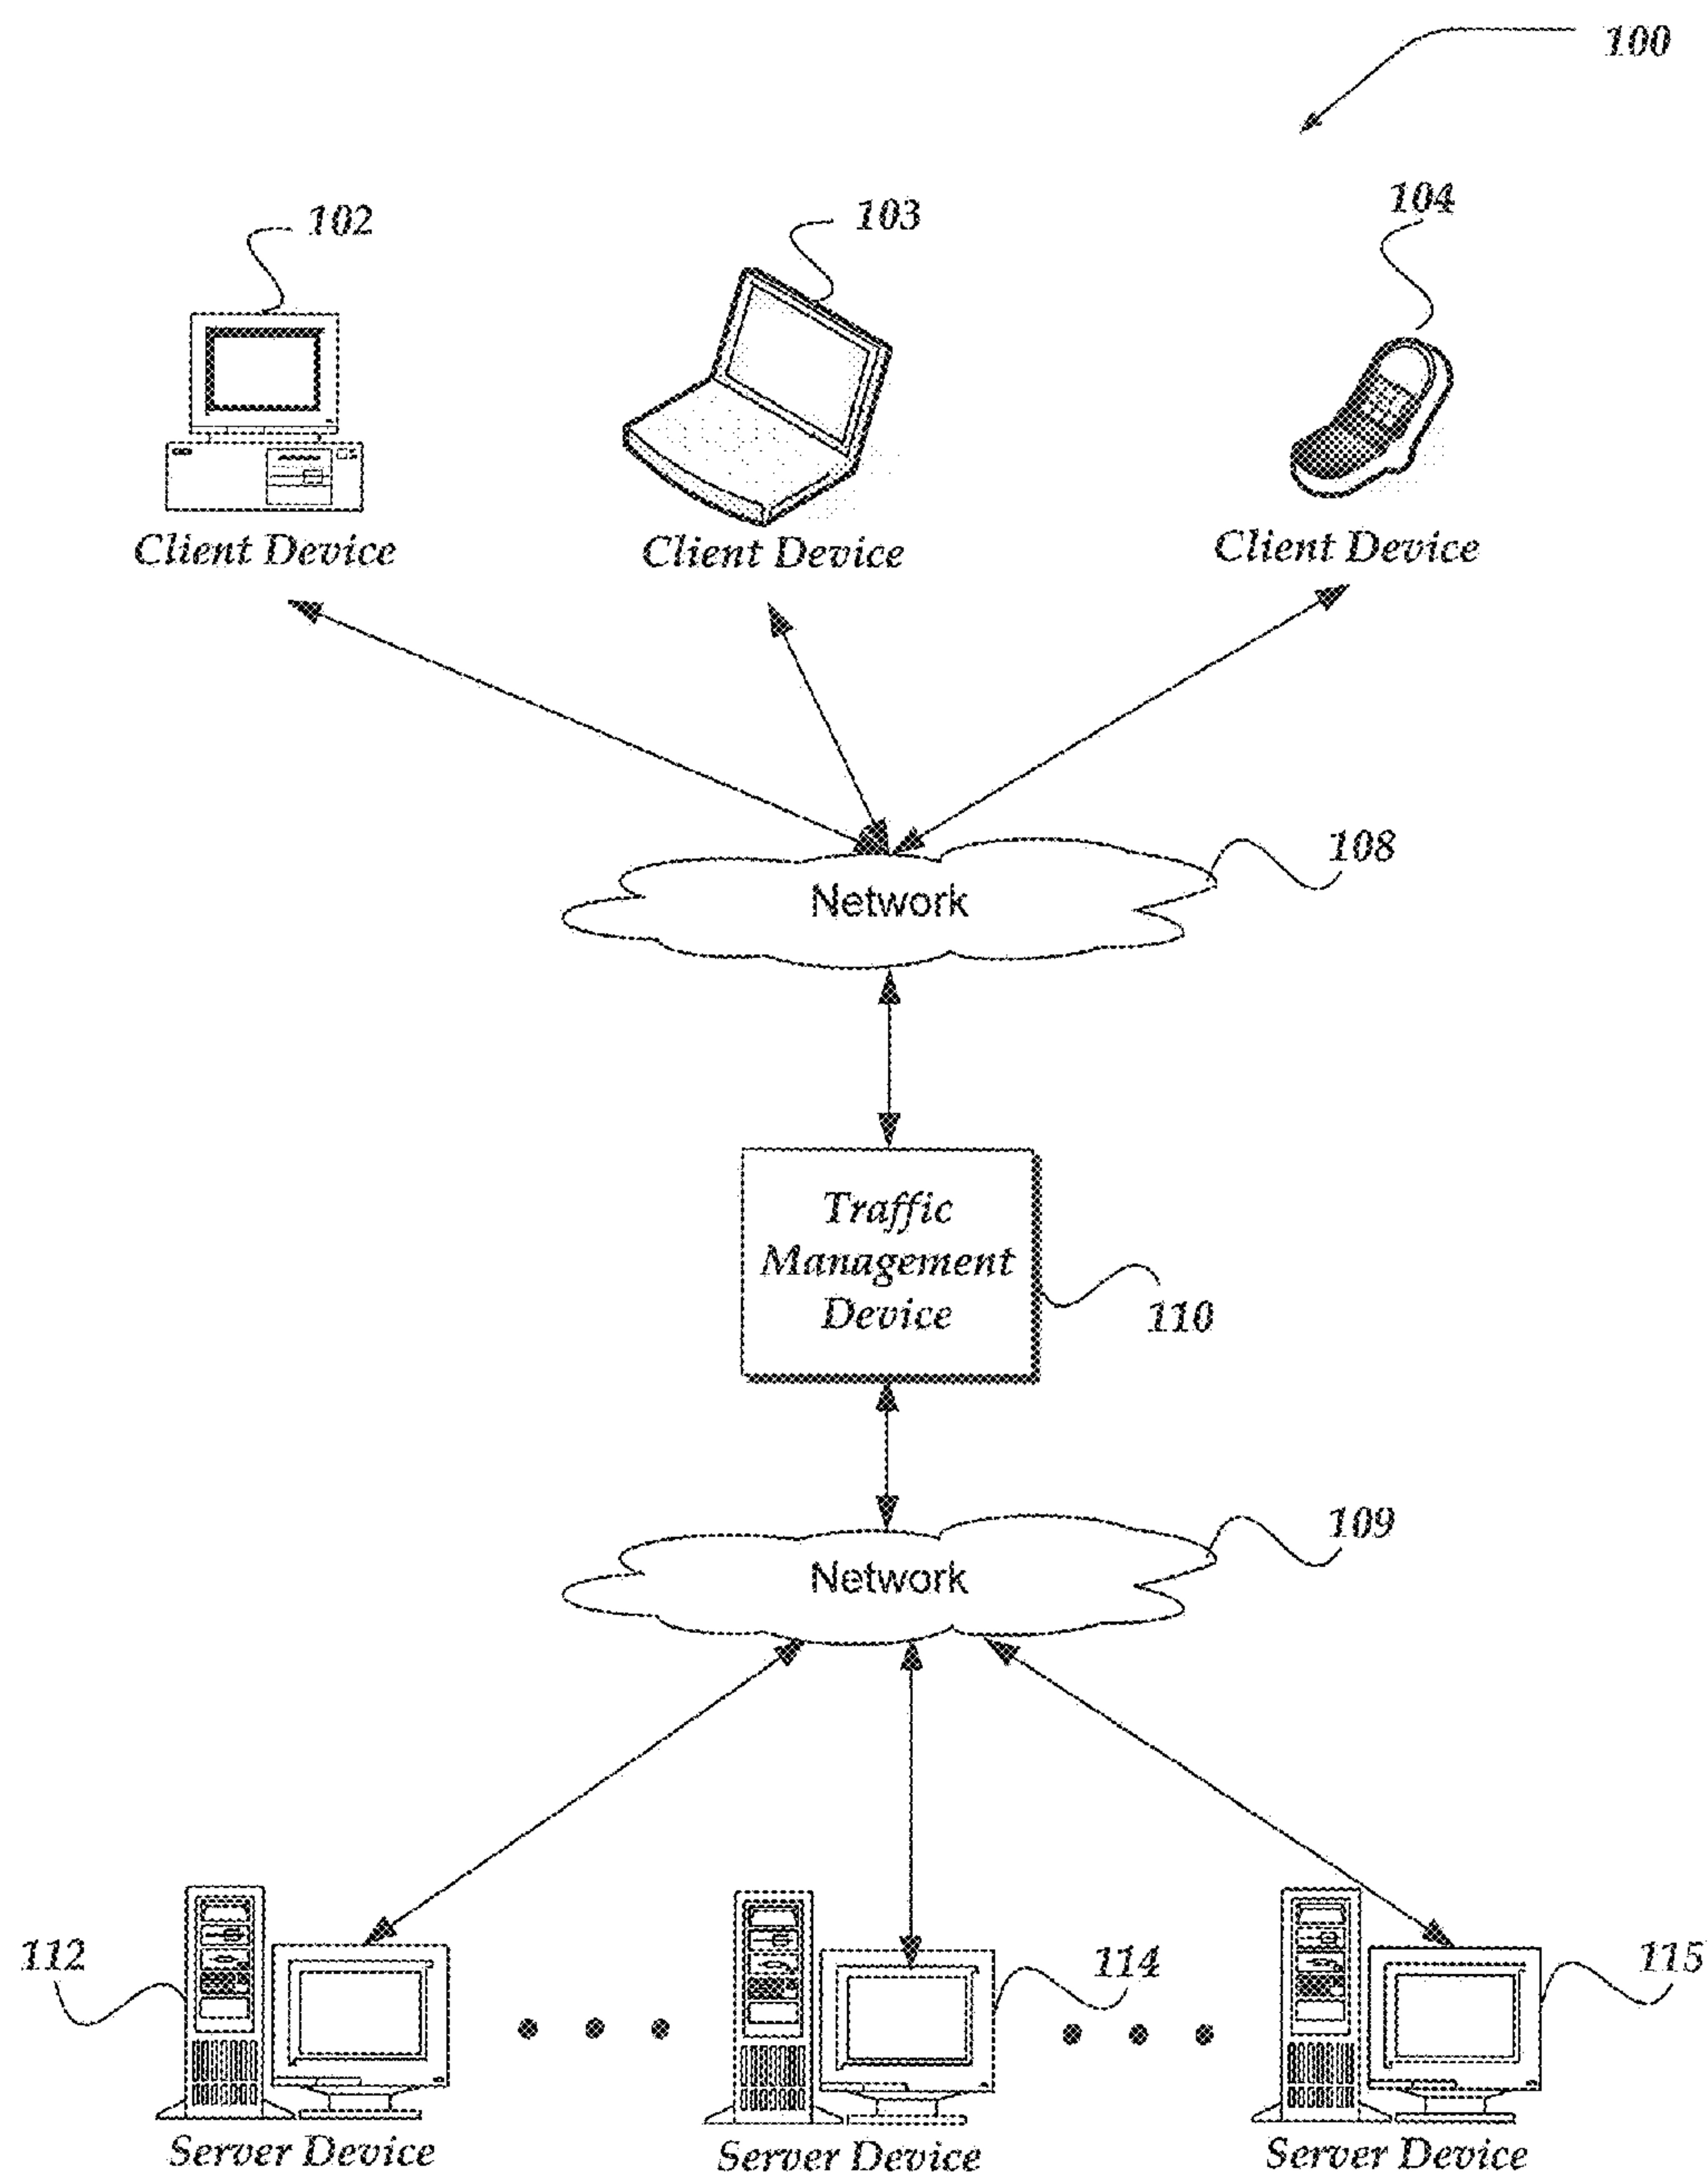 100
102
103
104
Client Device
Client Device
Client Device
108
Network
Traffic
Management
Device
110
109
Network
112
114
115
Server Device
Server Device
Server Device